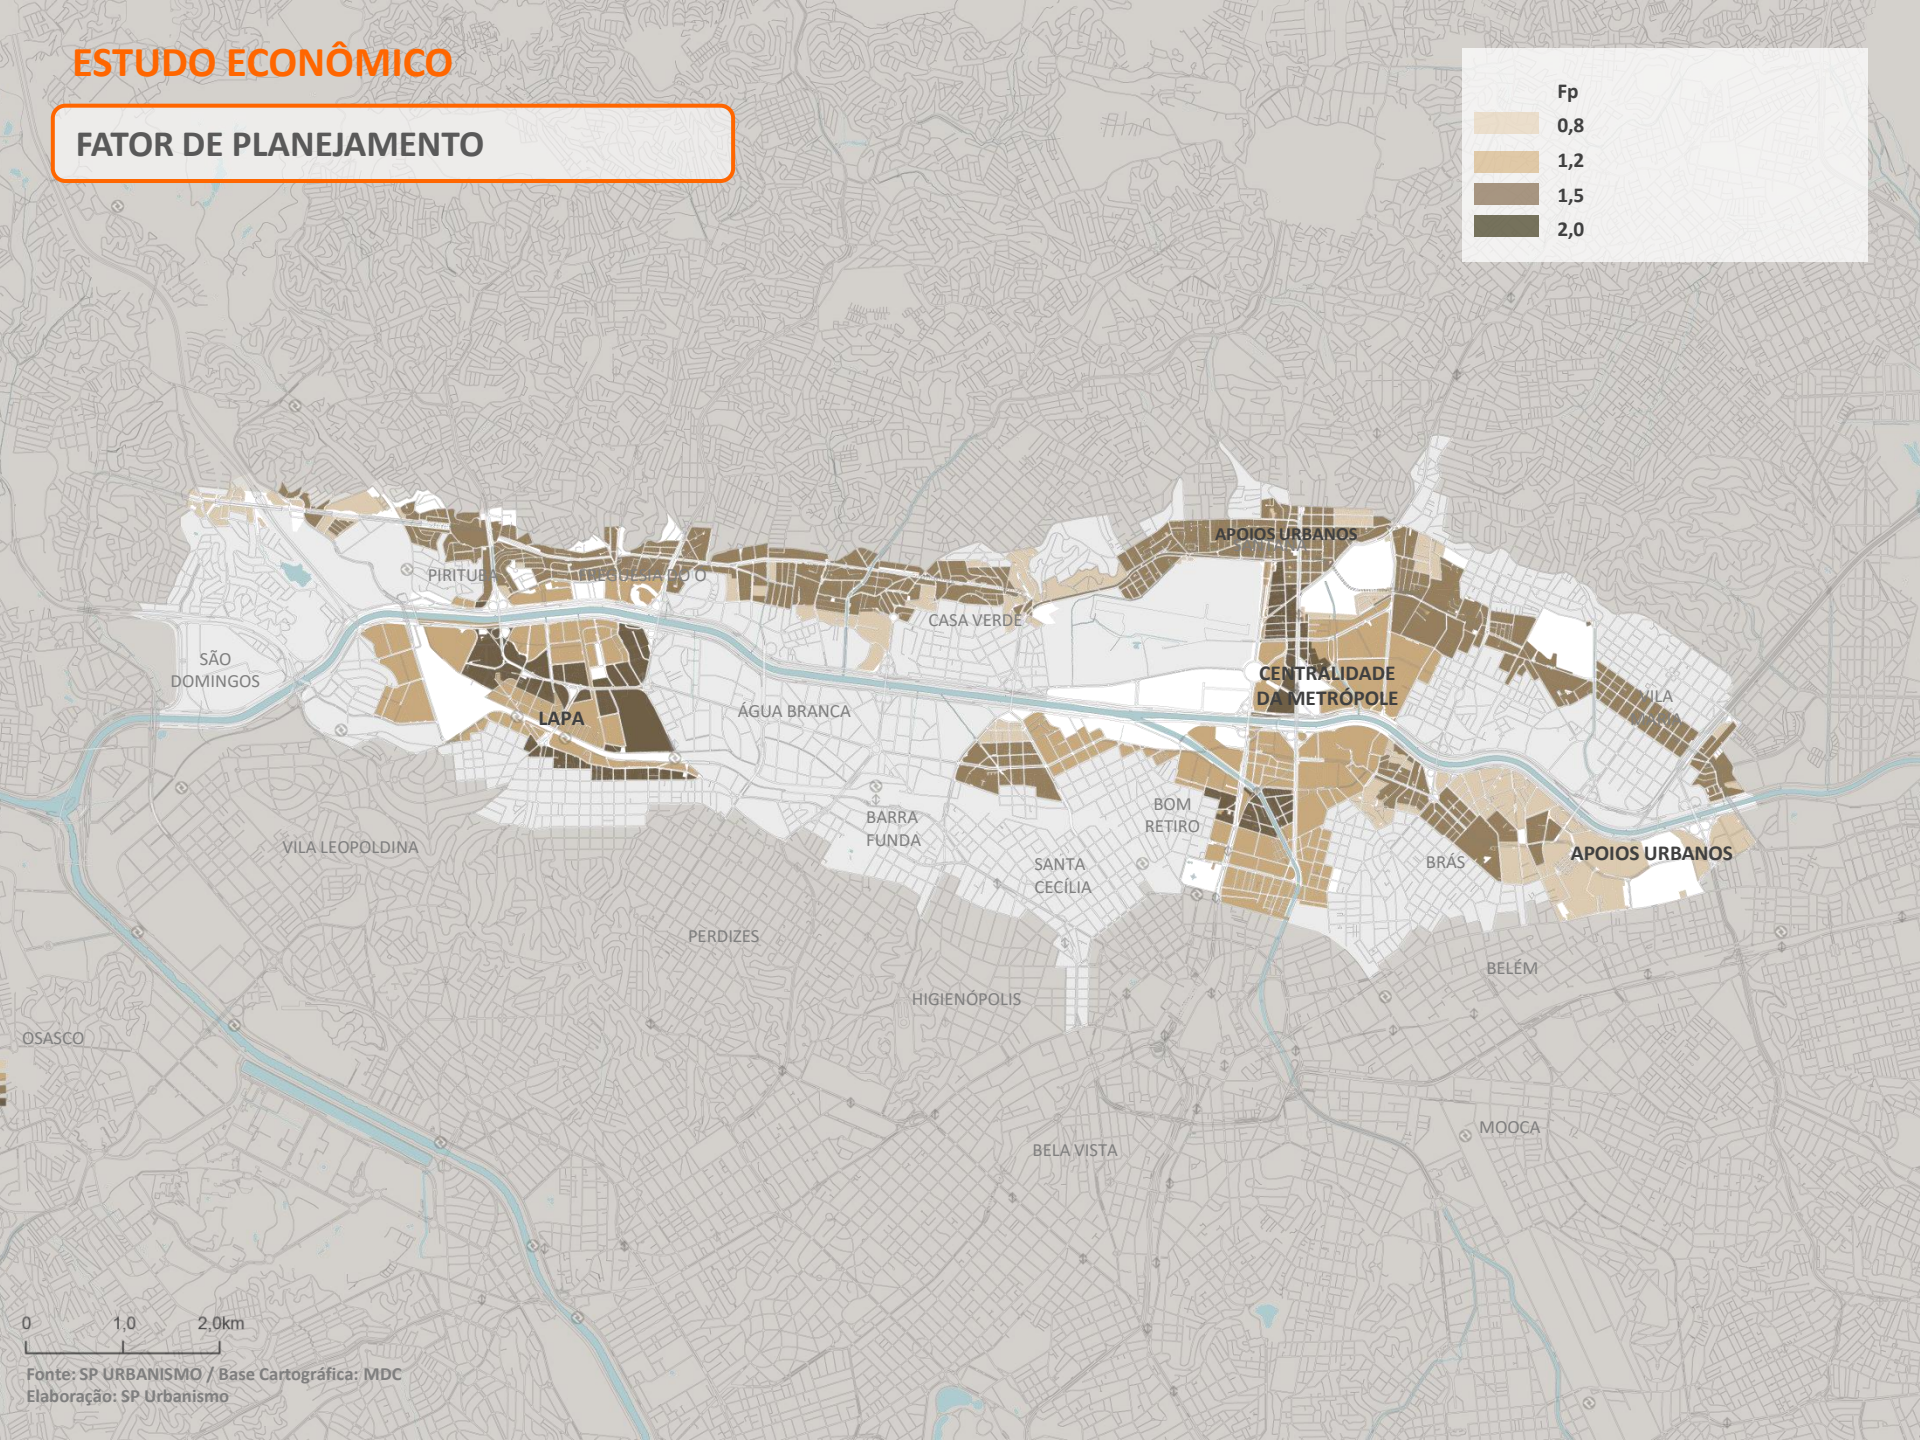 ESTUDO ECONÔMICO
FATOR DE PLANEJAMENTO
Fp
0,8
1,2
1,5
2,0
APOIOS URBANOS
PIRITUBA
CASA VERDE
SÃO
DOMINGOS
CENTRALIDADE
DA METRÓPOLE
VILA
LAPA
ÁGUA BRANCA
BOM
RETIRO
BARRA
FUNDA
VILA LEOPOLDINA
SANTA
CECÍLIA
BRÁS
APOIOS URBANOS
PERDIZES
BELÉM
HIGIENÓPOLIS
OSASCO
MOOCA
BELA VISTA
0 1,0 2,0km
Fonte: SP URBANISMO / Base Cartográfica: MDC
Elaboração: SP Urbanismo